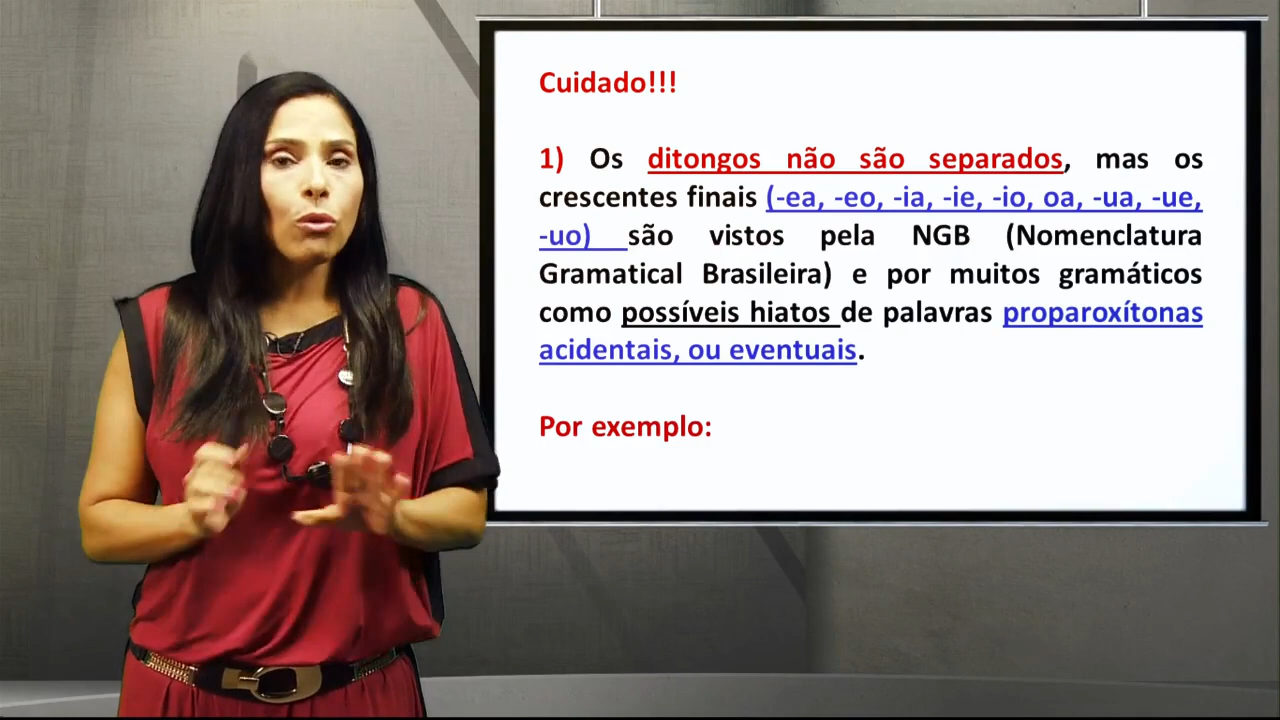 Cuidado!!!
1) Os ditongos não são separados, mas os
crescentes finais (-ea, -eo, -ia, -ie, -io, oa, -ua, -ue,
-uo) são vistos pela NGB (Nomenclatura
Gramatical Brasileira) e por muitos gramáticos
como possíveis hiatos de palavras proparoxítonas
acidentais, ou eventuais.
Por exemplo: